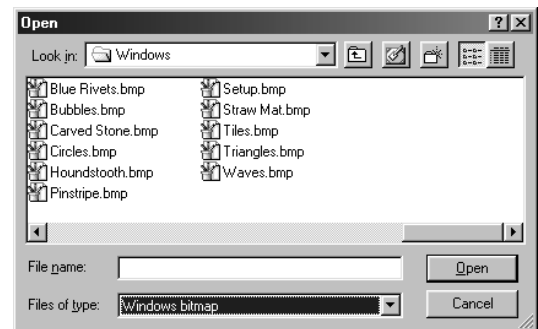 Open
Look in: Windows
Blue Rivets.bmp
Bubbles.bmp
Carved Stone.bmp
Circles.bmp
Houndstooth.bmp
Pinstripe.bmp
Setup.bmp
Straw Mat.bmp
Tiles.bmp
Triangles.bmp
Waves.bmp
File name:
Open
Files of type: Windows bitmap
Cancel